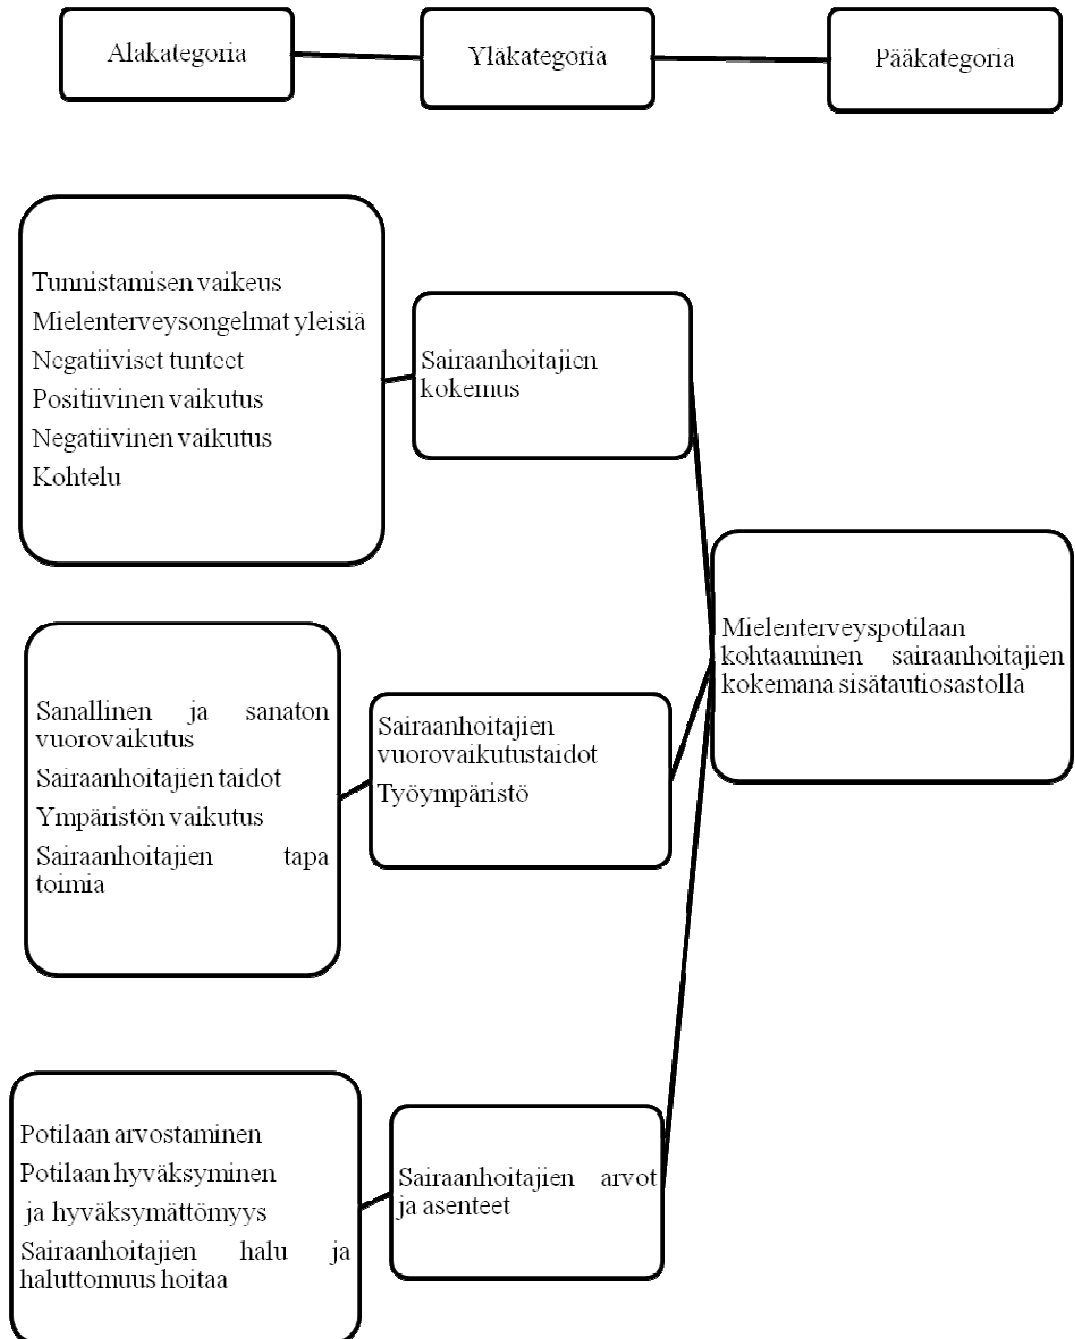 Alakategoria
Yläkategoria
Pääkategoria
Tunnistamisen vaikeus
Mielenterveysongelmat yleisiä
Negatiiviset tunteet
Positiivinen vaikutus
Negatiivinen vaikutus
Kohtelu
Sairaanhoitajien
kokemus
Mielenterveyspotilaan
kohtaaminen sairaanhoitajien
kokemana sisätautiosastolla
Sanallinen ja sanaton
vuorovaikutus
Sairaanhoitajien taidot
Ympäristön vaikutus
Sairaanhoitajien tapa
toimia
Sairaanhoitajien
vuorovaikutustaidot
Työympäristö
Potilaan arvostaminen
Potilaan hyväksyminen
ja hyväksymättömyys
Sairaanhoitajien halu ja
haluttomuus hoitaa
Sairaanhoitajien arvot
ja asenteet